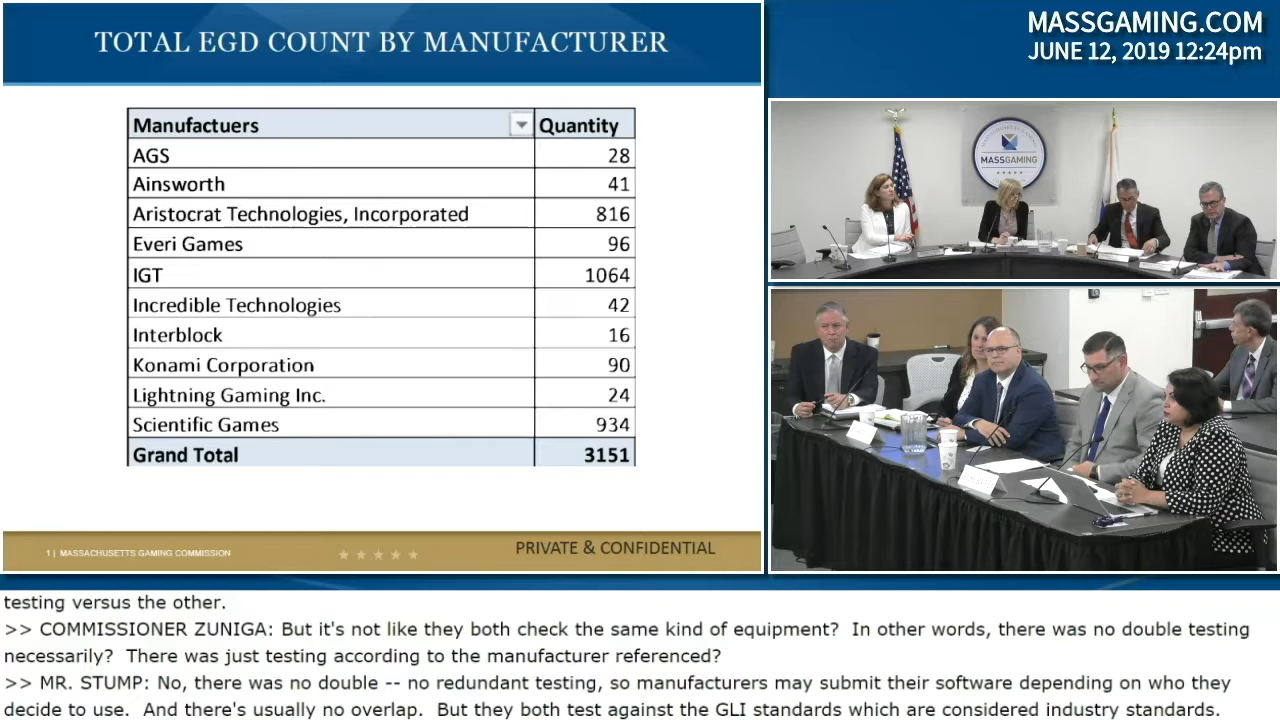 TOTAL EGD COUNT BY MANUFACTURER
Manufactuers Quantity
AGS 28
Ainsworth 41
Aristocrat Technologies, Incorporated 816
Everi Games 96
IGT 1064
Incredible Technologies 42
Interblock 16
Konami Corporation 90
Lightning Gaming Inc. 24
Scientific Games 934
Grand Total 3151
1 | MASSACHUSETTS GAMING COMMISSION
PRIVATE & CONFIDENTIAL
MASSGAMING.COM
JUNE 12, 2019 12:24pm
MASSGAMING
testing versus the other.
>> COMMISSIONER ZUNIGA: But it's not like they both check the same kind of equipment? In other words, there was no double testing
necessarily? There was just testing according to the manufacturer referenced?
>> MR. STUMP: No, there was no double -- no redundant testing, so manufacturers may submit their software depending on who they
decide to use. And there's usually no overlap. But they both test against the GLI standards which are considered industry standards.